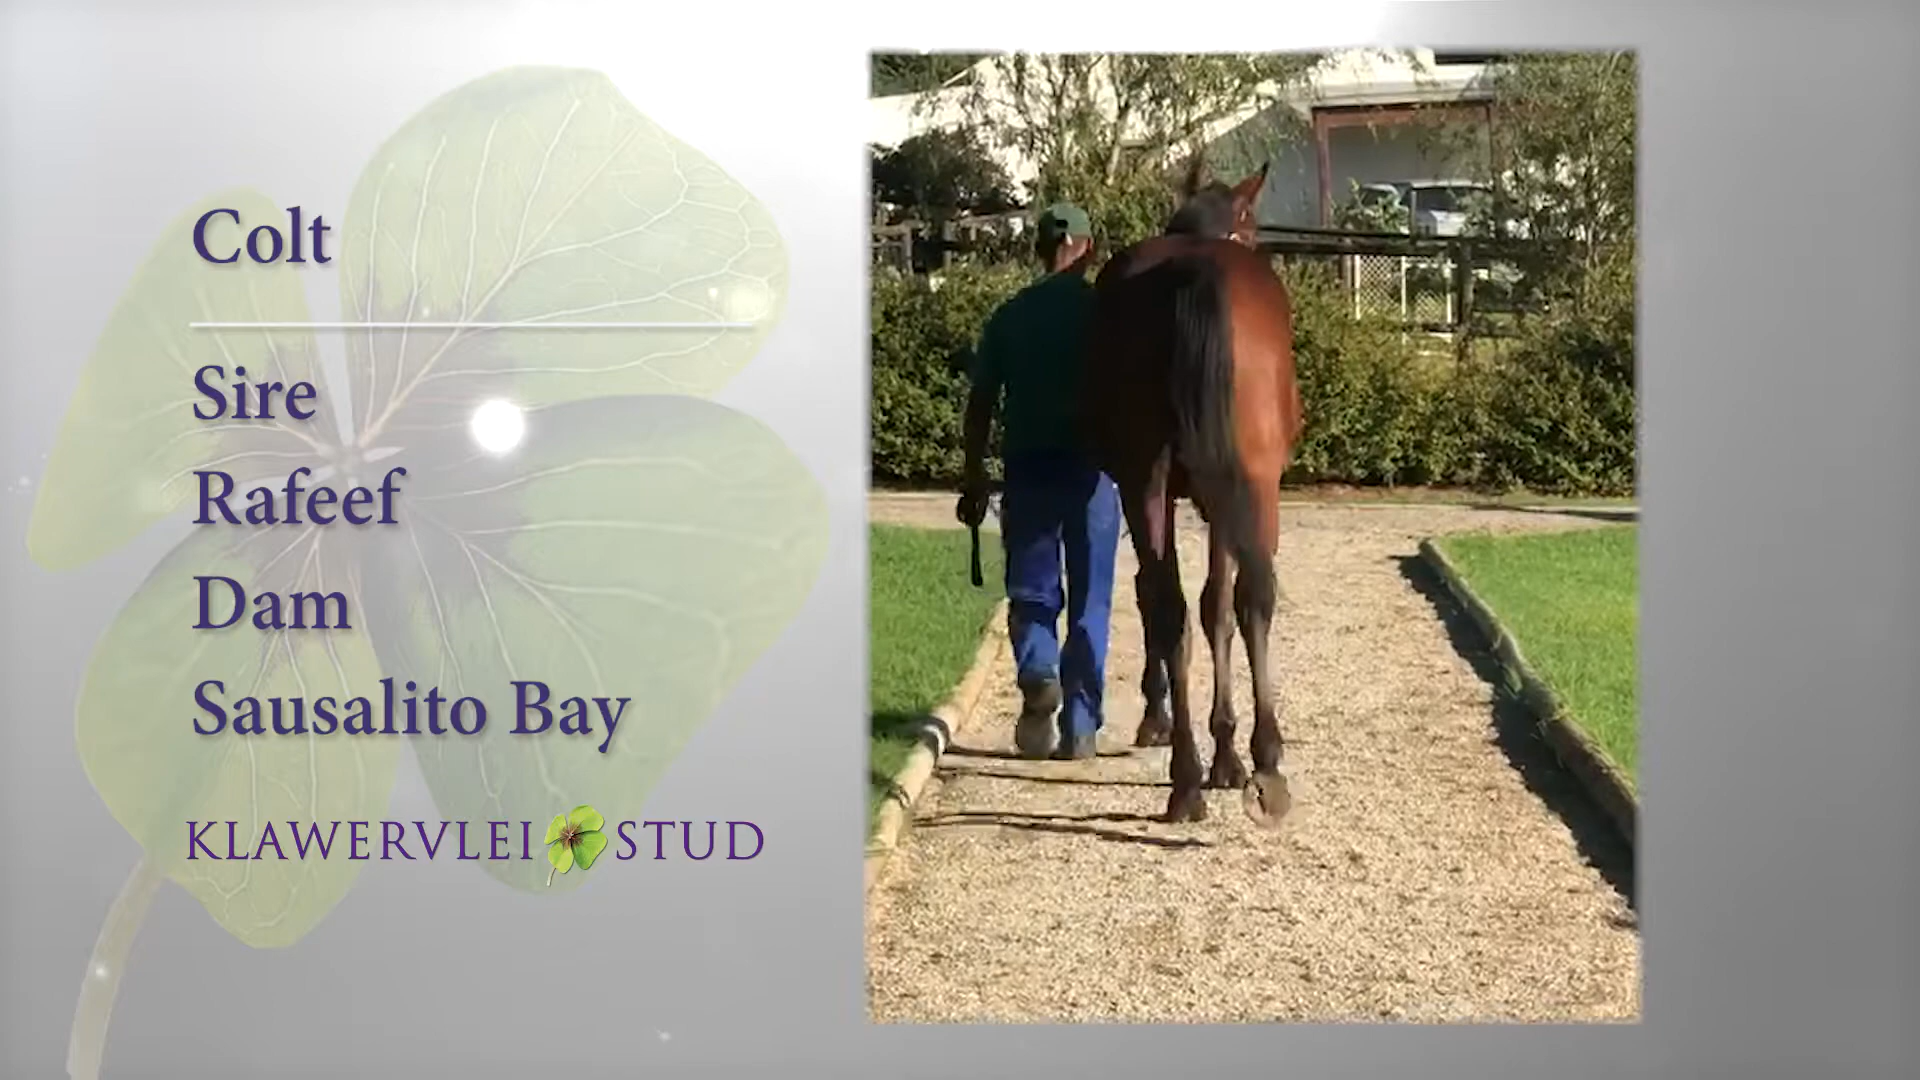 Colt
Sire
Rafeef
Dam
Sausalito Bay
KLAWERVLEI STUD